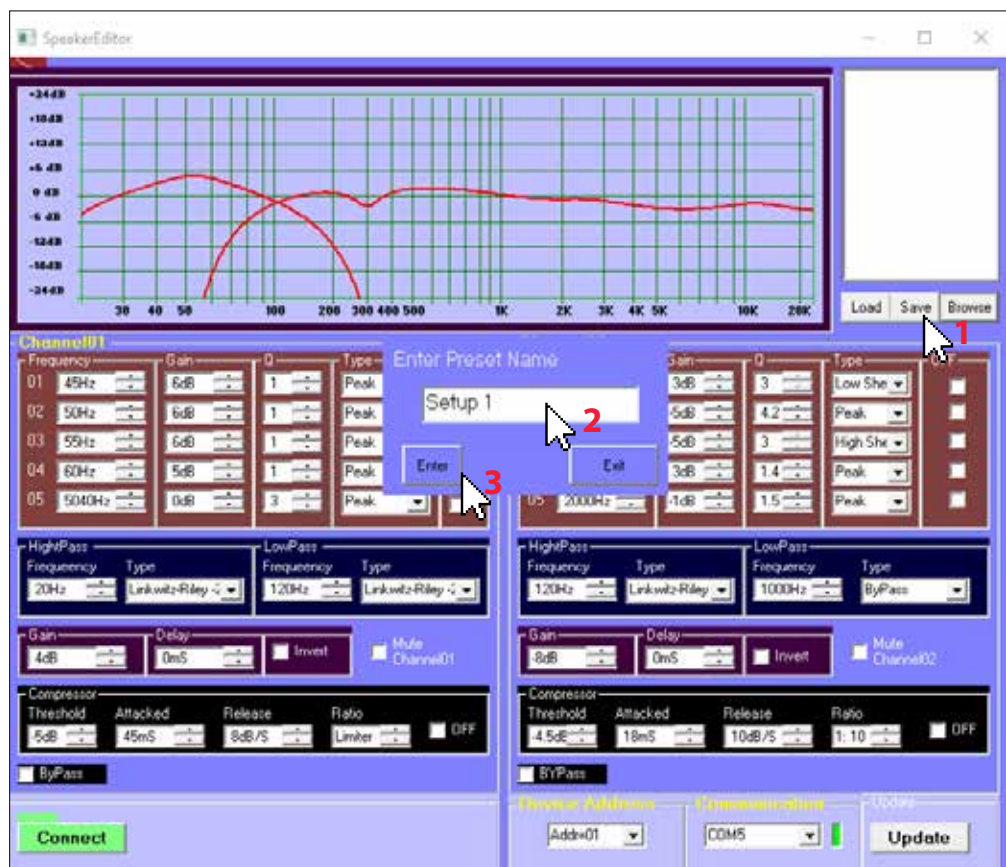 SpeakerEditor
+24dB
+18dB
+12dB
+6 dB
0 dB
-6 dB
-12dB
-18dB
-24dB
30 40 50 100 200 300 400 500 1K 2K 3K 4K 5K 10K 20K
Load Save Browse
1
Channel01
Frequency Gain Q Type
01 45Hz 6dB 1 Peak
02 50Hz 6dB 1 Peak
03 55Hz 6dB 1 Peak
04 60Hz 5dB 1 Peak
05 5040Hz 0dB 3 Peak
Enter Preset Name
Setup 1
2
Enter Exit
3
Gain Q Type
3dB 3 Low She
-5dB 4.2 Peak
-5dB 3 High She
3dB 1.4 Peak
05 2000Hz -1dB 1.5 Peak
HightPass LowPass
Frequeency Type Frequeency Type
20Hz Linkwitz-Riley 120Hz Linkwitz-Riley
Gain Delay
4dB 0mS Invert Mute Channel01
Compressor
Threshold Attacked Release Ratio
-5dB 45mS 8dB/S Limiter OFF
ByPass
HightPass LowPass
Frequeency Type Frequency Type
120Hz Linkwitz-Riley 1000Hz ByPass
Gain Delay
-8dB 0mS Invert Mute Channel02
Compressor
Threshold Attacked Release Ratio
-4.5dB 18mS 10dB/S 1: 10 OFF
BYPass
Connect
Device Address Communication Update
Addr=01 COM5 Update